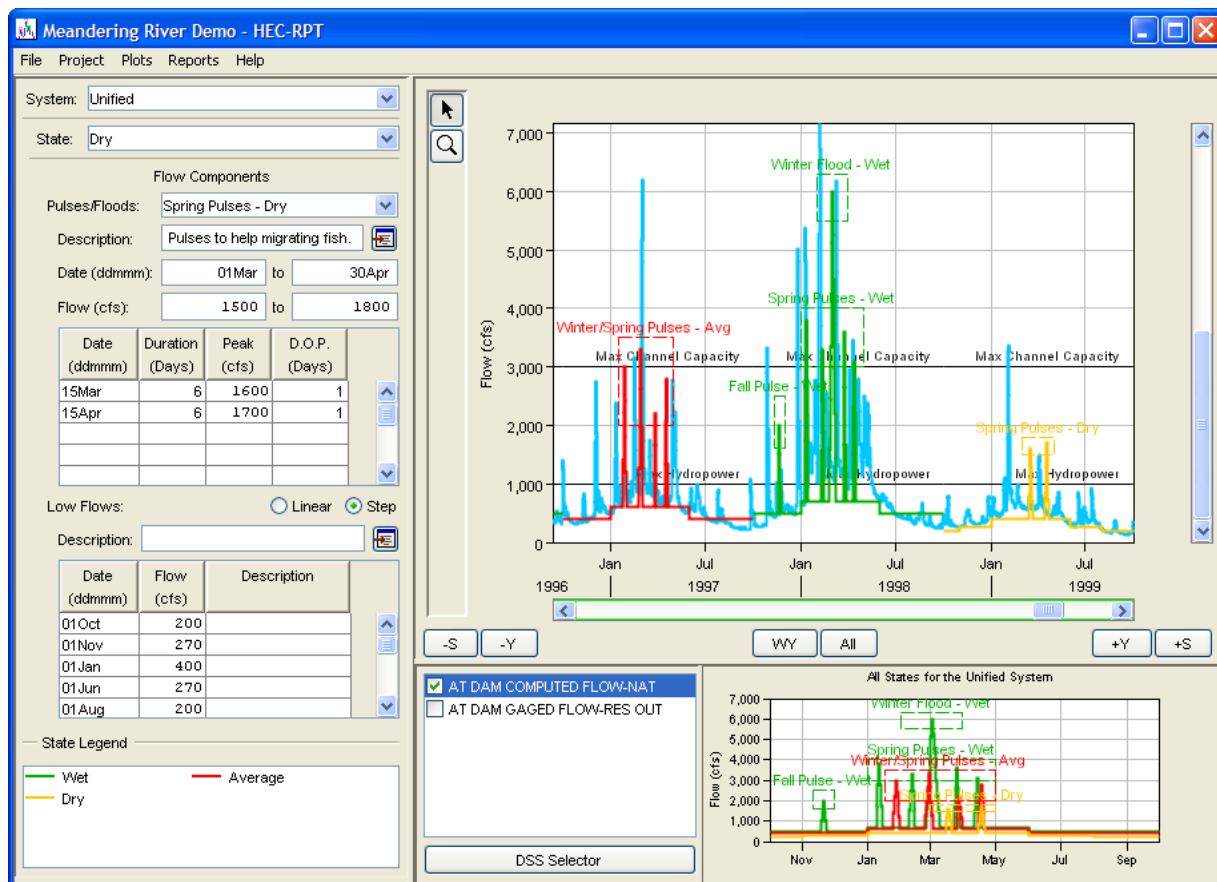 Meandering River Demo - HEC-RPT
File Project Plots Reports Help
System: Unified
State: Dry
Flow Components
Pulses/Floods: Spring Pulses - Dry
Description: Pulses to help migrating fish.
Date (ddmmm): 01Mar to 30Apr
Flow (cfs): 1500 to 1800
Date Duration Peak D.O.P.
(ddmmm) (Days) (cfs) (Days)
15Mar 6 1600 1
15Apr 6 1700 1
Low Flows: Linear Step
Description:
Date Flow Description
(ddmmm) (cfs)
01Oct 200
01Nov 270
01Jan 400
01Jun 270
01Aug 200
State Legend
Wet Average
Dry
Flow (cfs)
7,000
6,000
5,000
4,000
3,000
2,000
1,000
0
Winter Flood - Wet
Spring Pulses - Wet
Winter/Spring Pulses - Avg
Max Channel Capacity Max Channel Capacity Max Channel Capacity
Fall Pulse - Wet
Spring Pulses - Dry
Max Hydropower Max Hydropower Max Hydropower
Jan Jul Jan Jul Jan Jul
1996 1997 1998 1999
-S -Y WY All +Y +S
AT DAM COMPUTED FLOW-NAT
AT DAM GAGED FLOW-RES OUT
DSS Selector
All States for the Unified System
Flow (cfs)
7,000
6,000
5,000
4,000
3,000
2,000
1,000
0
Winter Flood - Wet
Spring Pulses - Wet
Winter/Spring Pulses - Avg
Fall Pulse - Wet
Spring Pulses - Dry
Nov Jan Mar May Jul Sep